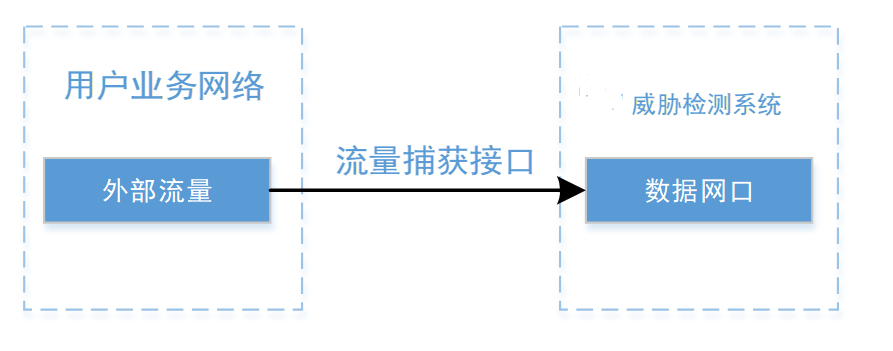 用户业务网络
威胁检测系统
流量捕获接口
外部流量
数据网口